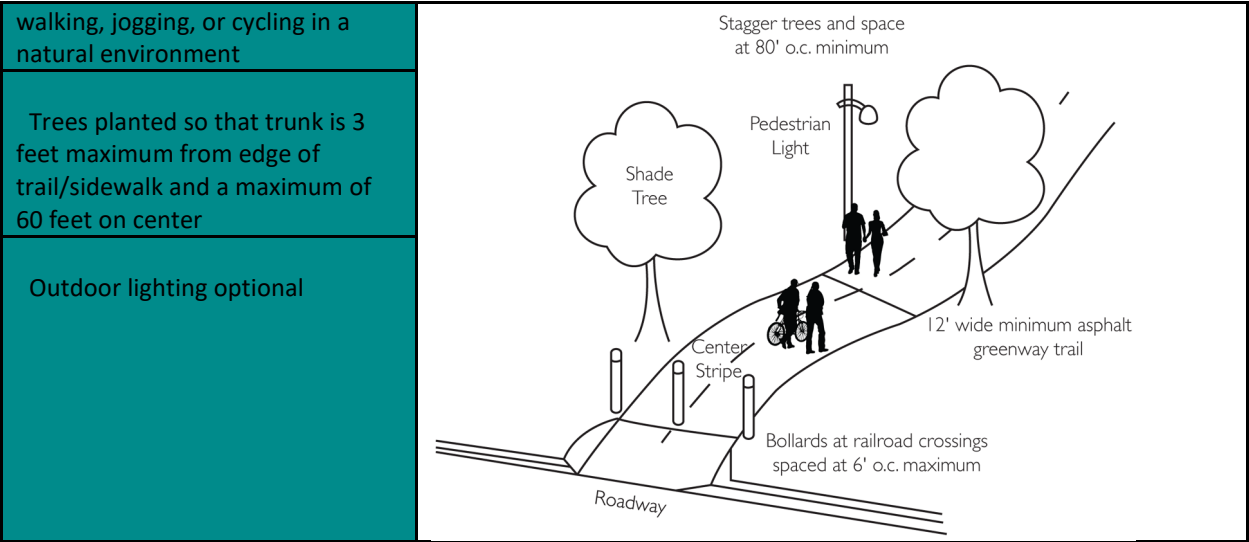 walking, jogging, or cycling in a
natural environment
Trees planted so that trunk is 3
feet maximum from edge of
trail/sidewalk and a maximum of
60 feet on center
Outdoor lighting optional
Stagger trees and space
at 80' o.c. minimum
Pedestrian
Light
Shade
Tree
12' wide minimum asphalt
greenway trail
Center
Stripe
Bollards at railroad crossings
spaced at 6' o.c. maximum
Roadway